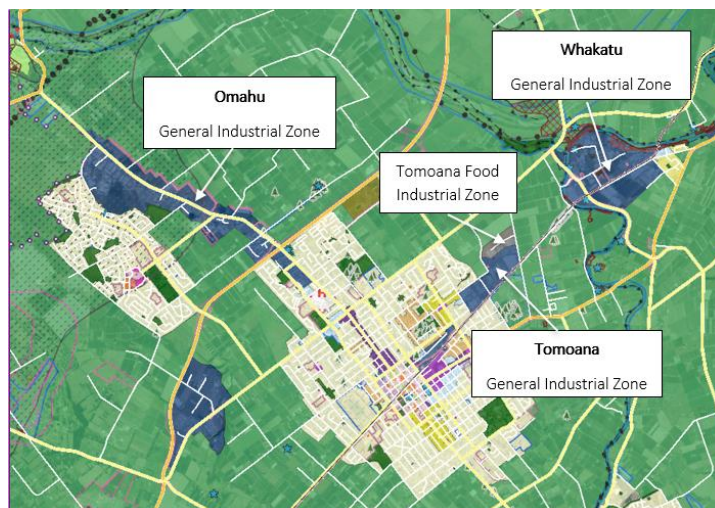 Whakatu
General Industrial Zone
Omahu
General Industrial Zone
Tomoana Food
Industrial Zone
Tomoana
General Industrial Zone